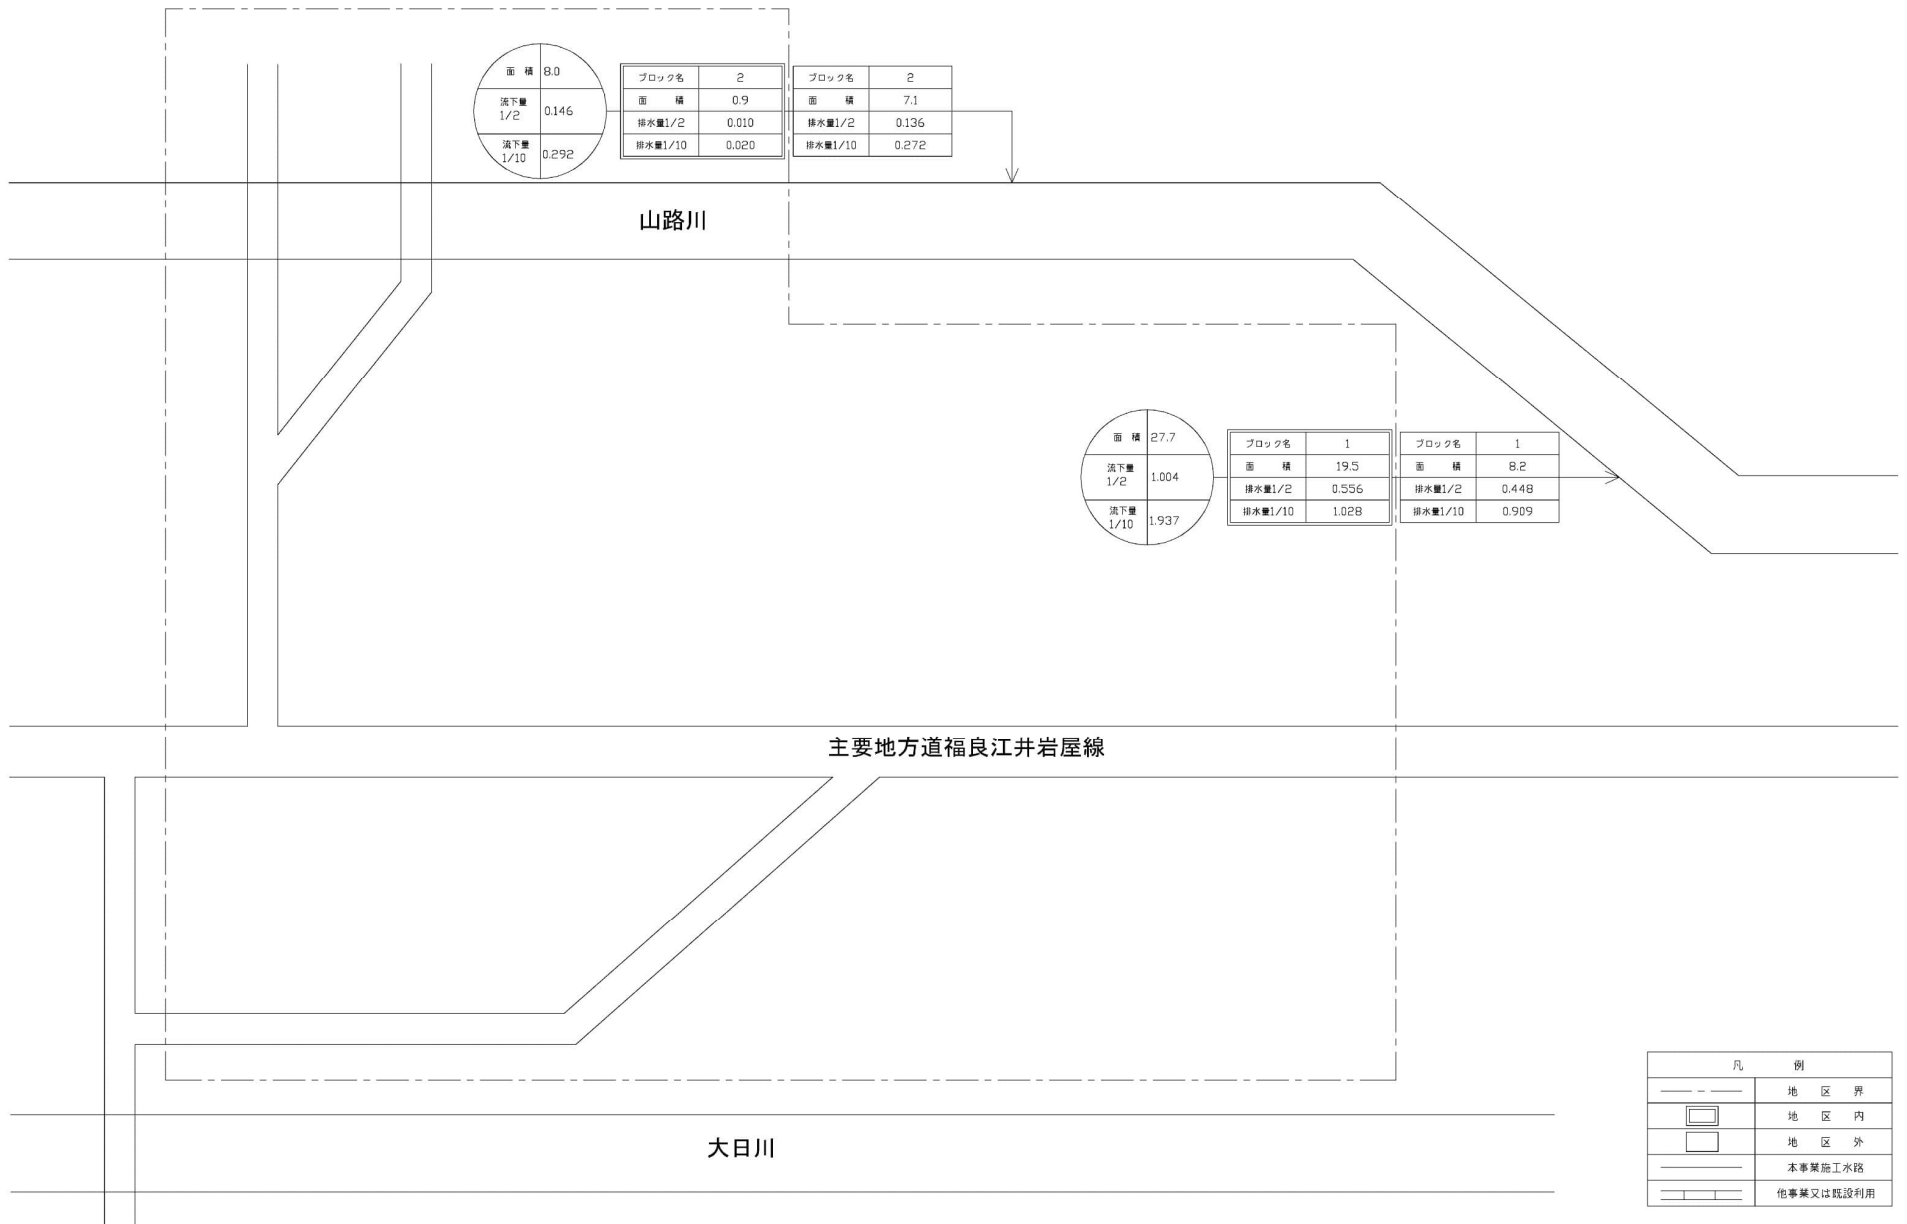 面　積 8.0
流下量 1/2 0.146
流下量 1/10 0.292
ブロック名 2
面　積 0.9
排水量1/2 0.010
排水量1/10 0.020
ブロック名 2
面　積 7.1
排水量1/2 0.136
排水量1/10 0.272
山路川
面　積 27.7
流下量 1/2 1.004
流下量 1/10 1.937
ブロック名 1
面　積 19.5
排水量1/2 0.556
排水量1/10 1.028
ブロック名 1
面　積 8.2
排水量1/2 0.448
排水量1/10 0.909
主要地方道福良江井岩屋線
大日川
凡　例
地　区　界
地　区　内
地　区　外
本事業施工水路
他事業又は既設利用